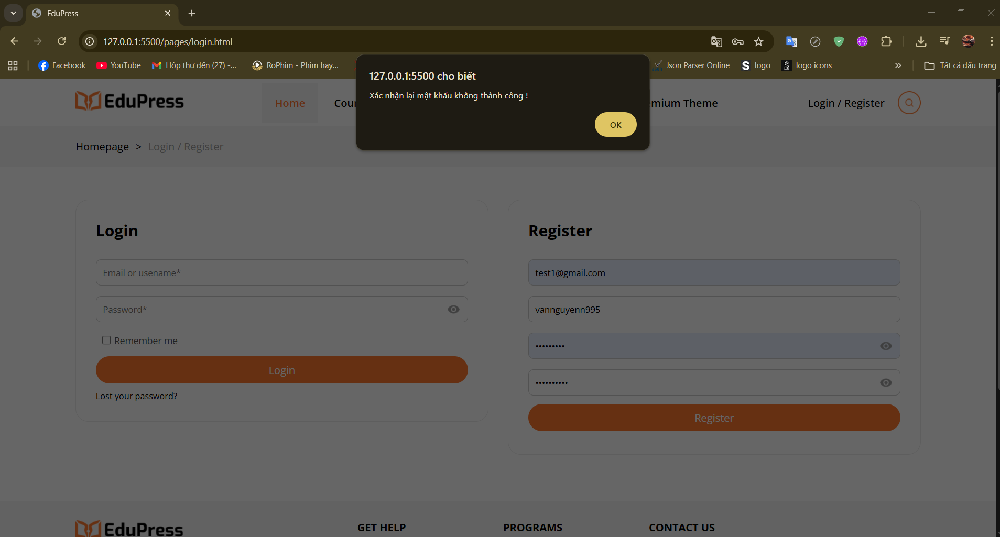 EduPress
127.0.0.1:5500/pages/login.html
Facebook
YouTube
Hộp thư đến (27) -...
RoPhim - Phim hay...
Json Parser Online
logo
logo icons
Tất cả dấu trang
127.0.0.1:5500 cho biết
Xác nhận lại mật khẩu không thành công !
OK
EduPress
Home
Cour
mium Theme
Login / Register
Homepage > Login / Register
Login
Email or usename*
Password*
Remember me
Login
Lost your password?
Register
test1@gmail.com
vannguyenn995
•••••••••
••••••••••
Register
EduPress
GET HELP
PROGRAMS
CONTACT US